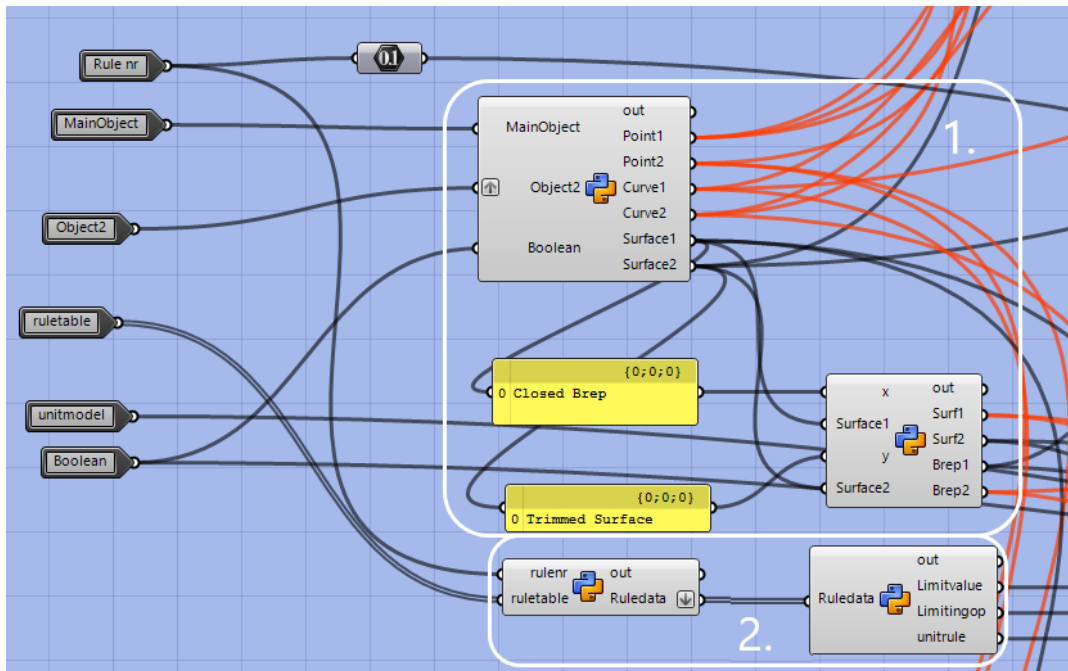 Rule nr
0.1
MainObject
Object2
ruletable
unitmodel
Boolean
1.
MainObject
Object2
Boolean
out
Point1
Point2
Curve1
Curve2
Surface1
Surface2
{0;0;0}
0 Closed Brep
{0;0;0}
0 Trimmed Surface
x
Surface1
y
Surface2
out
Surf1
Surf2
Brep1
Brep2
2.
rulenr
ruletable
out
Ruledata
Ruledata
out
Limitvalue
Limitingop
unitrule